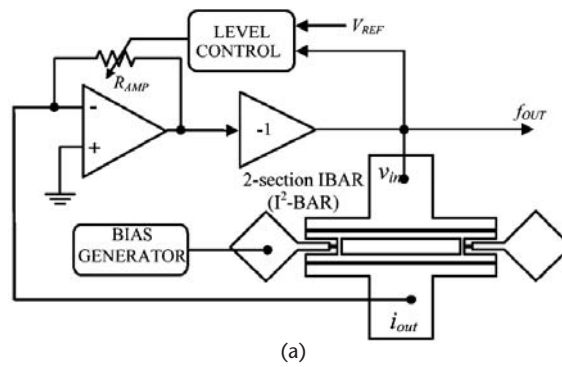 LEVEL
CONTROL
V_REF
R_AMP
-
+
-1
f_OUT
2-section IBAR
(I²-BAR)
v_in
BIAS
GENERATOR
i_out
(a)